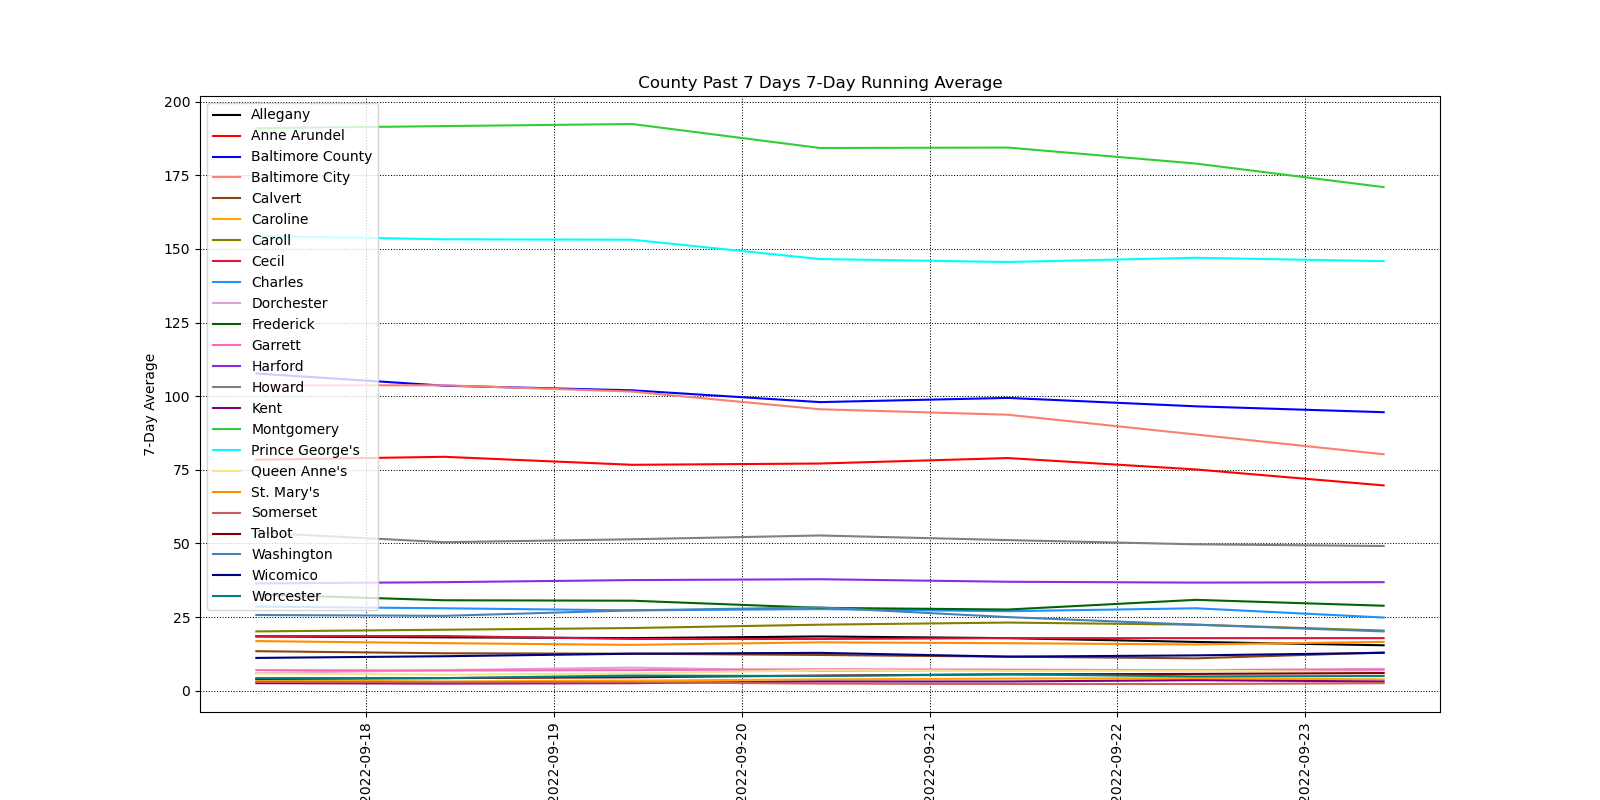 County Past 7 Days 7-Day Running Average
7-Day Average
200
175
150
125
100
75
50
25
0
Allegany
Anne Arundel
Baltimore County
Baltimore City
Calvert
Caroline
Caroll
Cecil
Charles
Dorchester
Frederick
Garrett
Harford
Howard
Kent
Montgomery
Prince George's
Queen Anne's
St. Mary's
Somerset
Talbot
Washington
Wicomico
Worcester
2022-09-18
2022-09-19
2022-09-20
2022-09-21
2022-09-22
2022-09-23